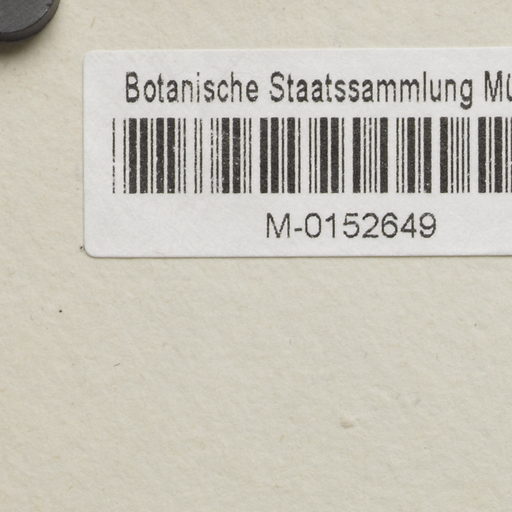 Botanische Staatssammlung Mü
M-0152649